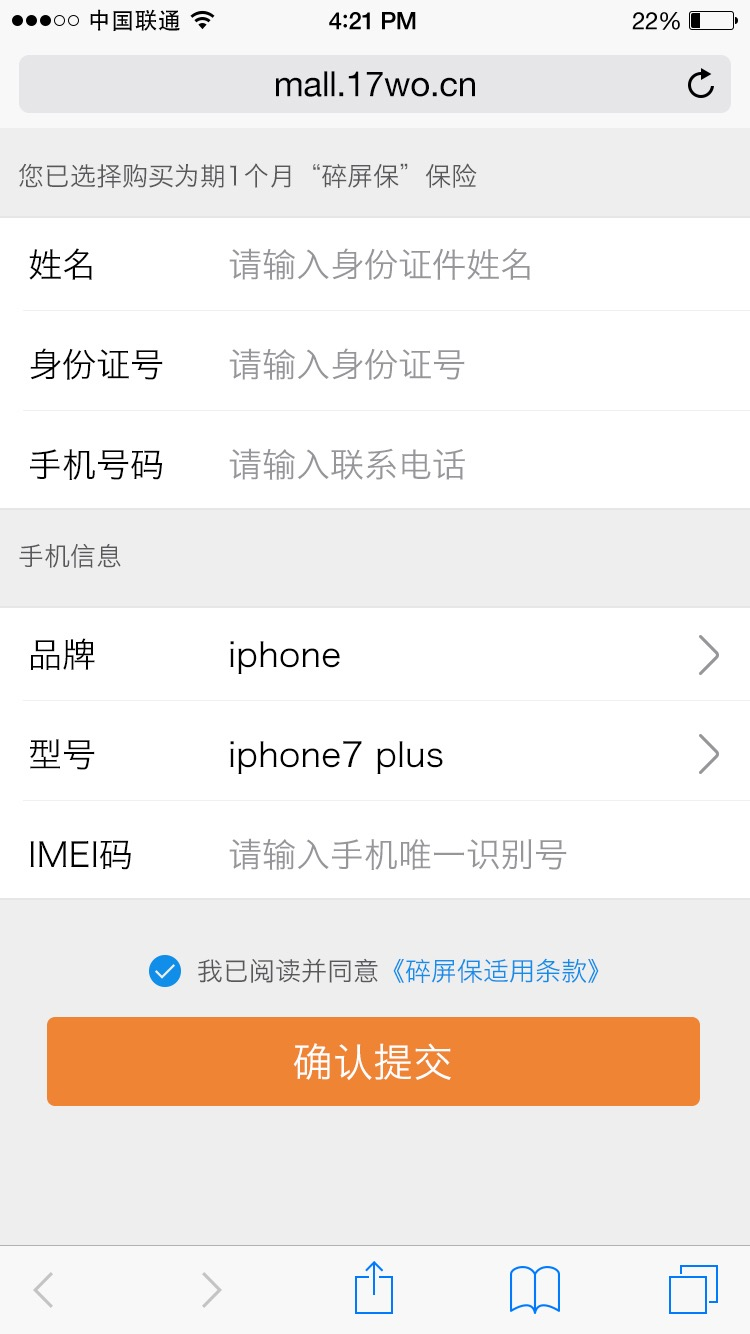 中国联通 4:21 PM 22%
mall.17wo.cn
您已选择购买为期1个月“碎屏保”保险
姓名 请输入身份证件姓名
身份证号 请输入身份证号
手机号码 请输入联系电话
手机信息
品牌 iphone
型号 iphone7 plus
IMEI码 请输入手机唯一识别号
我已阅读并同意《碎屏保适用条款》
确认提交